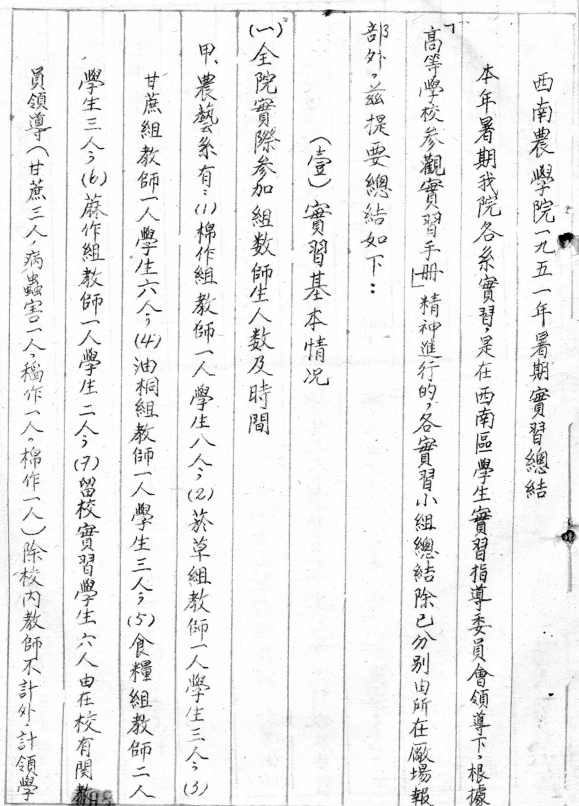 西南農學院一九五一年暑期實習總結
本年暑期我院各系實習，是在西南區學生實習指導委員會領導下，根據
「高等學校參觀實習手冊」精神進行的，各實習小組總結除已分別由所在廠場報
部外，茲提要總結如下：
（壹）實習基本情況
(一)全院實際參加組数師生人数及時間
甲、農藝系有(1)棉作組教師一人學生八人；(2)菸草組教師一人學生三人；(3)
甘蔗組教師一人學生六人；(4)油桐組教師一人學生三人；(5)食糧組教師二人
學生三人；(6)蔴作組教師一人學生二人；(7)留校實習學生六人由在校有関教
員領導（甘蔗三人，病蟲害一人，稻作一人，棉作一人）除校内教師不計外，計領學